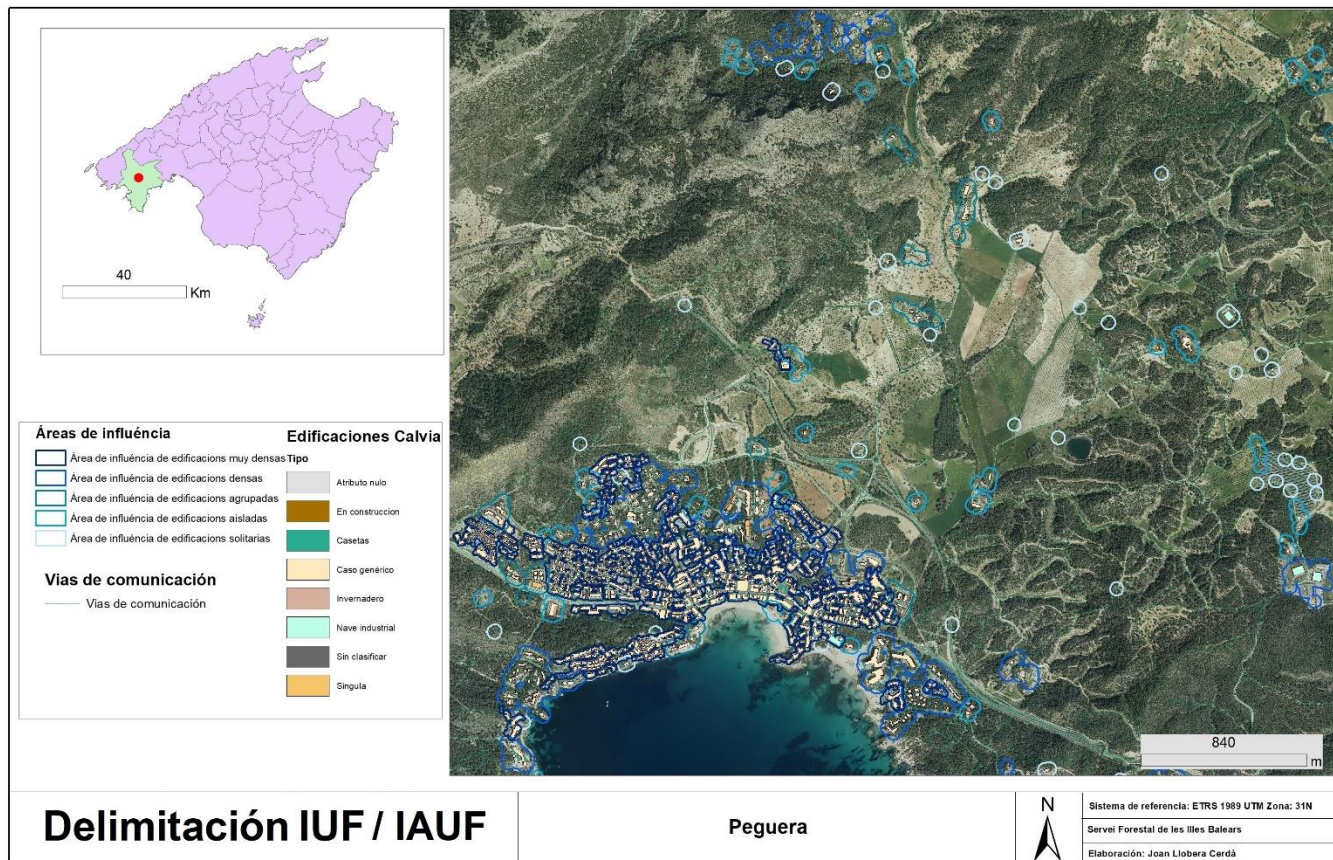 40
Km
Áreas de influéncia
Área de influéncia de edificacions muy densas
Área de influéncia de edificacions densas
Área de influéncia de edificacions agrupadas
Área de influéncia de edificacions aisladas
Área de influéncia de edificacions solitarias
Vias de comunicación
Vias de comunicación
Edificaciones Calvia
Tipo
Atributo nulo
En construccion
Casetas
Caso genérico
Invernadero
Nave industrial
Sin clasificar
Singula
840
m
Delimitación IUF / IAUF
Peguera
N
Sistema de referencia: ETRS 1989 UTM Zona: 31N
Servei Forestal de les Illes Balears
Elaboración: Joan Llobera Cerdà